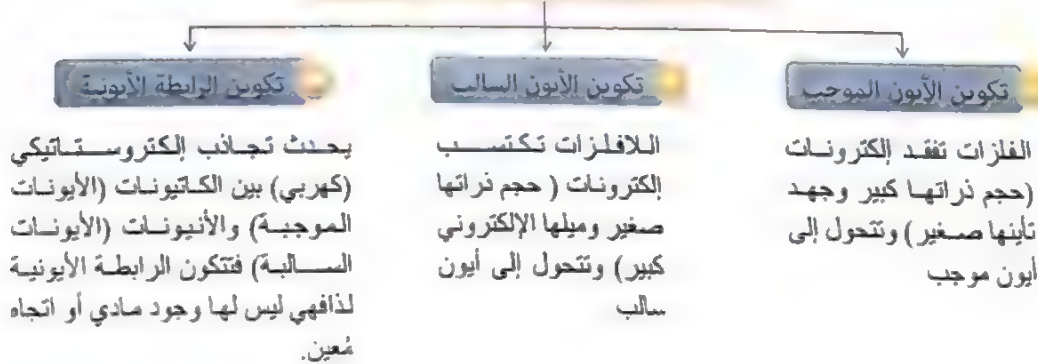 تكوين الأيون الموجب
الفلزات تفقد إلكترونات
(حجم ذراتها كبير وجهد
تأينها صغير) وتتحول إلى
أيون موجب
تكوين الأيون السالب
اللافلزات تكتسب
إلكترونات ( حجم ذراتها
صغير وميلها الإلكتروني
كبير) وتتحول إلى أيون
سالب
تكوين الرابطة الأيونية
يحدث تجاذب إلكتروستاتيكي
(كهربي) بين الكاتيونات (الأيونات
الموجبة) والأنيونات (الأيونات
السالبة) فتتكون الرابطة الأيونية
لذافهي ليس لها وجود مادي أو اتجاه
مُعين.